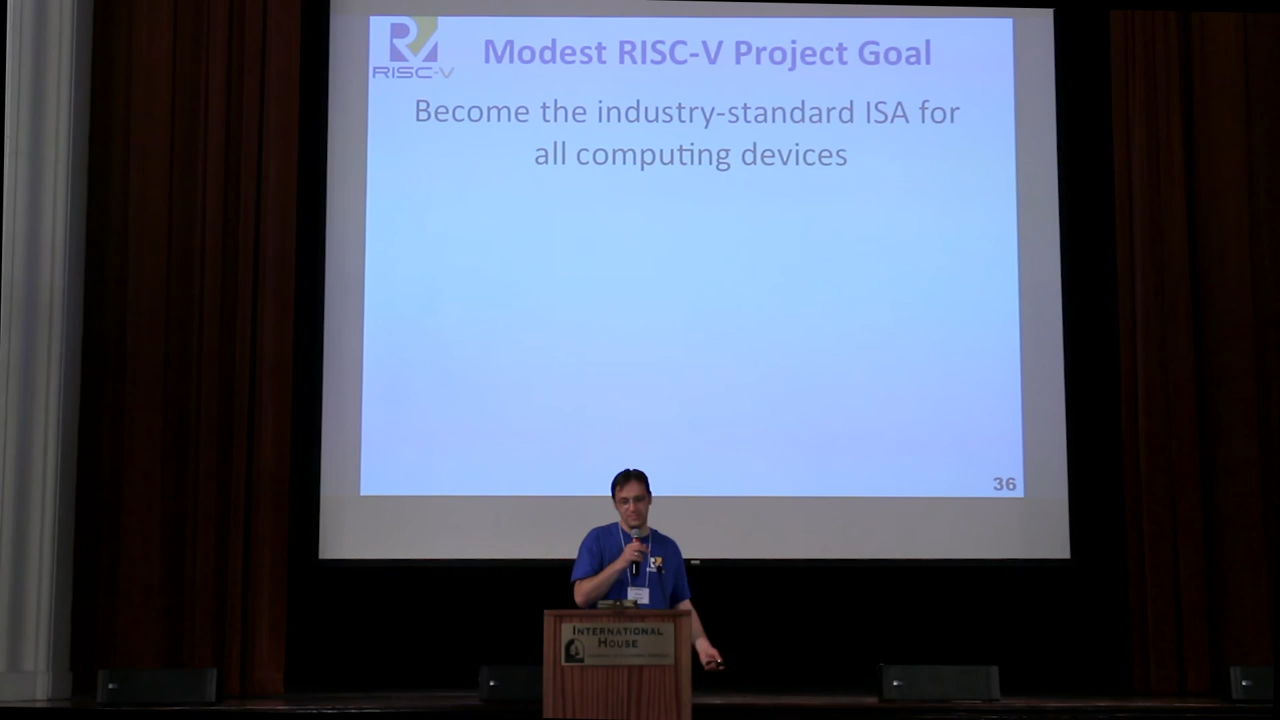 RISC-V
Modest RISC-V Project Goal
Become the industry-standard ISA for
all computing devices
36
INTERNATIONAL
HOUSE